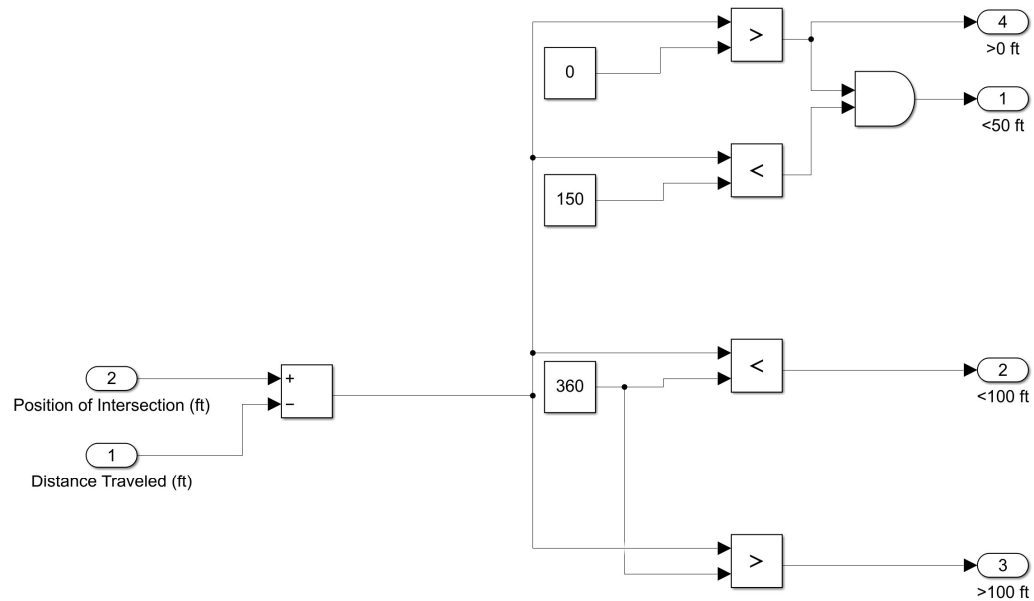 >
4
>0 ft
0
1
<50 ft
<
150
<
2
<100 ft
360
2
Position of Intersection (ft)
+
−
1
Distance Traveled (ft)
>
3
>100 ft